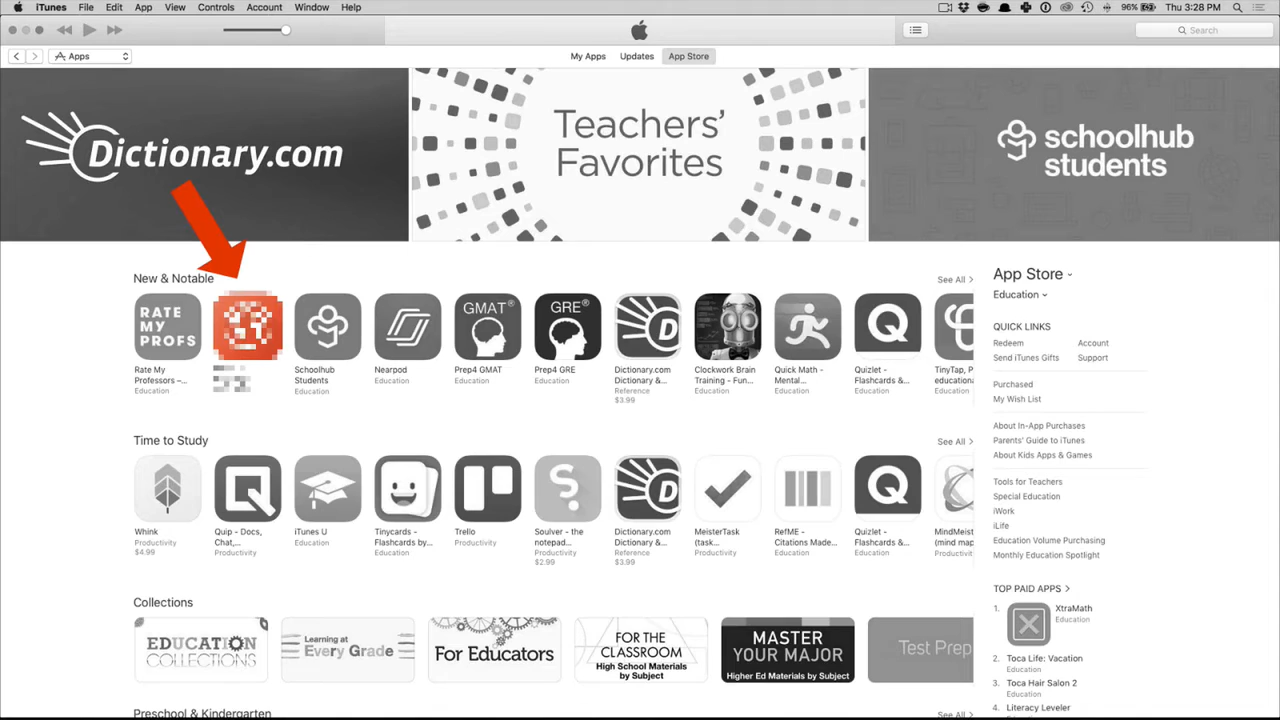 iTunes File Edit App View Controls Account Window Help
96% Thu 3:28 PM
Search
Apps
My Apps Updates App Store
Dictionary.com
Teachers'
Favorites
schoolhub
students
New & Notable
See All >
RATE
MY
PROFS
GMAT®
GRE®
Rate My
Professors –...
Education
Schoolhub
Students
Education
Nearpod
Education
Prep4 GMAT
Education
Prep4 GRE
Education
Dictionary.com
Dictionary &...
Reference
$3.99
Clockwork Brain
Training - Fun...
Education
Quick Math -
Mental...
Education
Quizlet -
Flashcards &...
Education
TinyTap, P
educationa
Education
Time to Study
See All >
Whink
Productivity
$4.99
Quip - Docs,
Chat,...
Productivity
iTunes U
Education
Tinycards -
Flashcards by...
Education
Trello
Productivity
Soulver - the
notepad...
Productivity
$2.99
Dictionary.com
Dictionary &...
Reference
$3.99
MeisterTask
(task...
Productivity
RefME -
Citations Made...
Education
Quizlet -
Flashcards &...
Education
MindMeist
(mind map
Productivit
Collections
EDUCATION
COLLECTIONS
Learning at
Every Grade
For Educators
FOR THE
CLASSROOM
High School Materials
by Subject
MASTER
YOUR MAJOR
Higher Ed Materials by Subject
Test Prep
Preschool & Kindergarten
See All >
App Store
Education
QUICK LINKS
Redeem Account
Send iTunes Gifts Support
Purchased
My Wish List
About In-App Purchases
Parents' Guide to iTunes
About Kids Apps & Games
Tools for Teachers
Special Education
iWork
iLife
Education Volume Purchasing
Monthly Education Spotlight
TOP PAID APPS >
1. XtraMath
Education
2. Toca Life: Vacation
Education
3. Toca Hair Salon 2
Education
4. Literacy Leveler